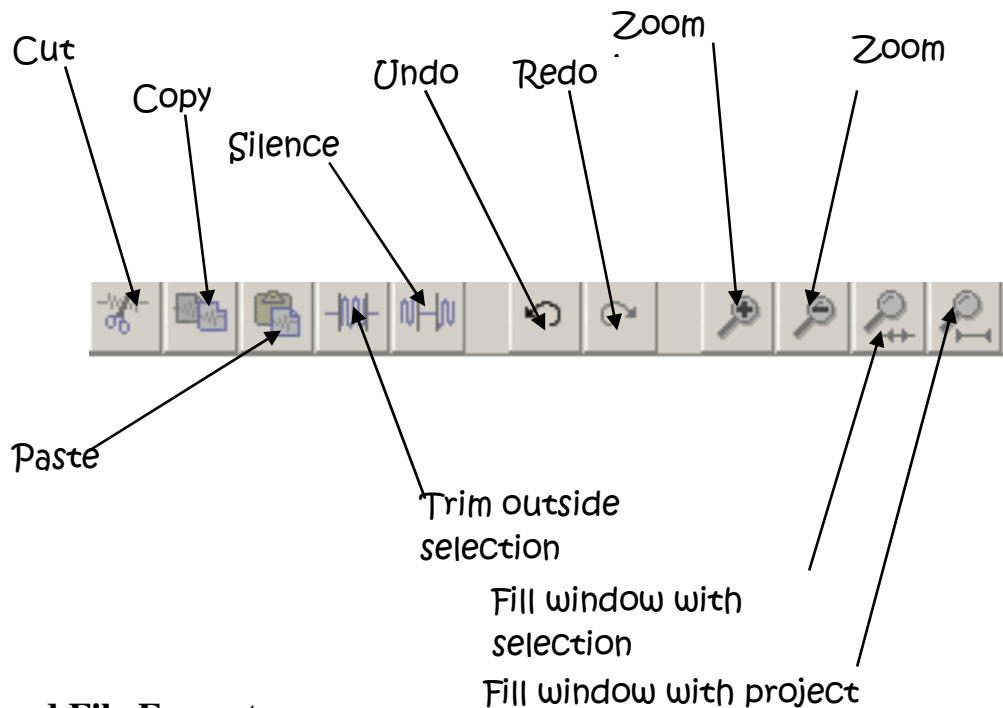 Zoom
Cut
Zoom
Undo
Redo
Copy
Silence
Paste
Trim outside
selection
Fill window with
selection
Fill window with project